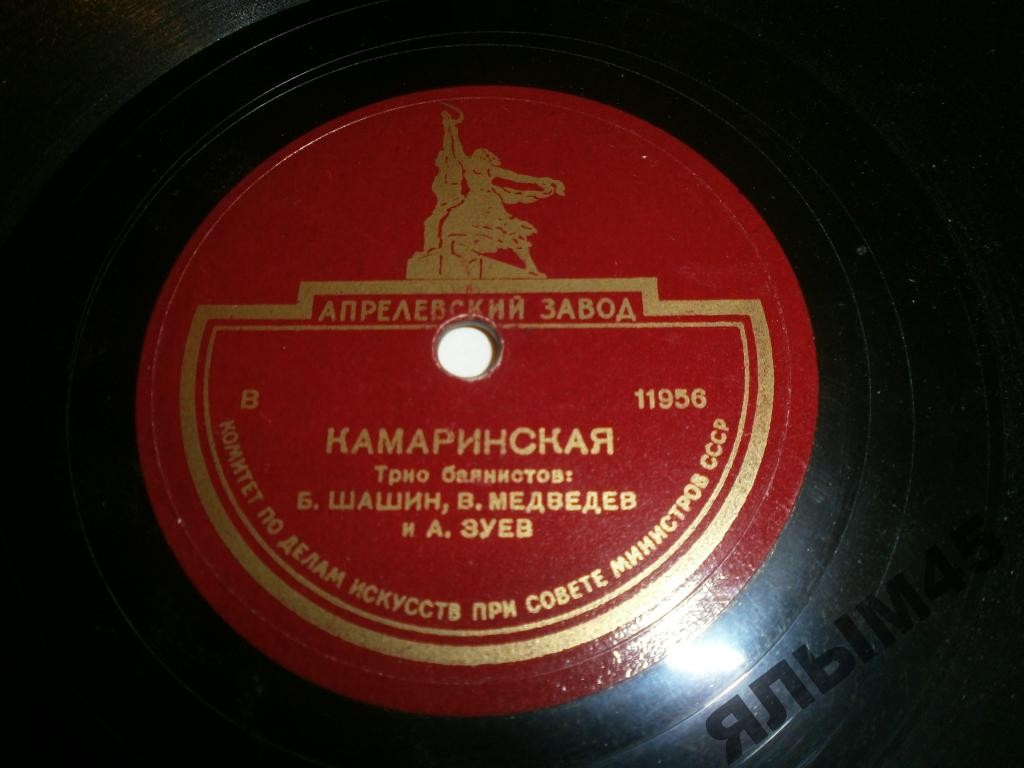 АПРЕЛЕВСКИЙ ЗАВОД
В 11956
КАМАРИНСКАЯ
Трио баянистов:
Б. ШАШИН, В. МЕДВЕДЕВ
и А. ЗУЕВ
КОМИТЕТ ПО ДЕЛАМ ИСКУССТВ ПРИ СОВЕТЕ МИНИСТРОВ СССР
ЯЛЫМ45